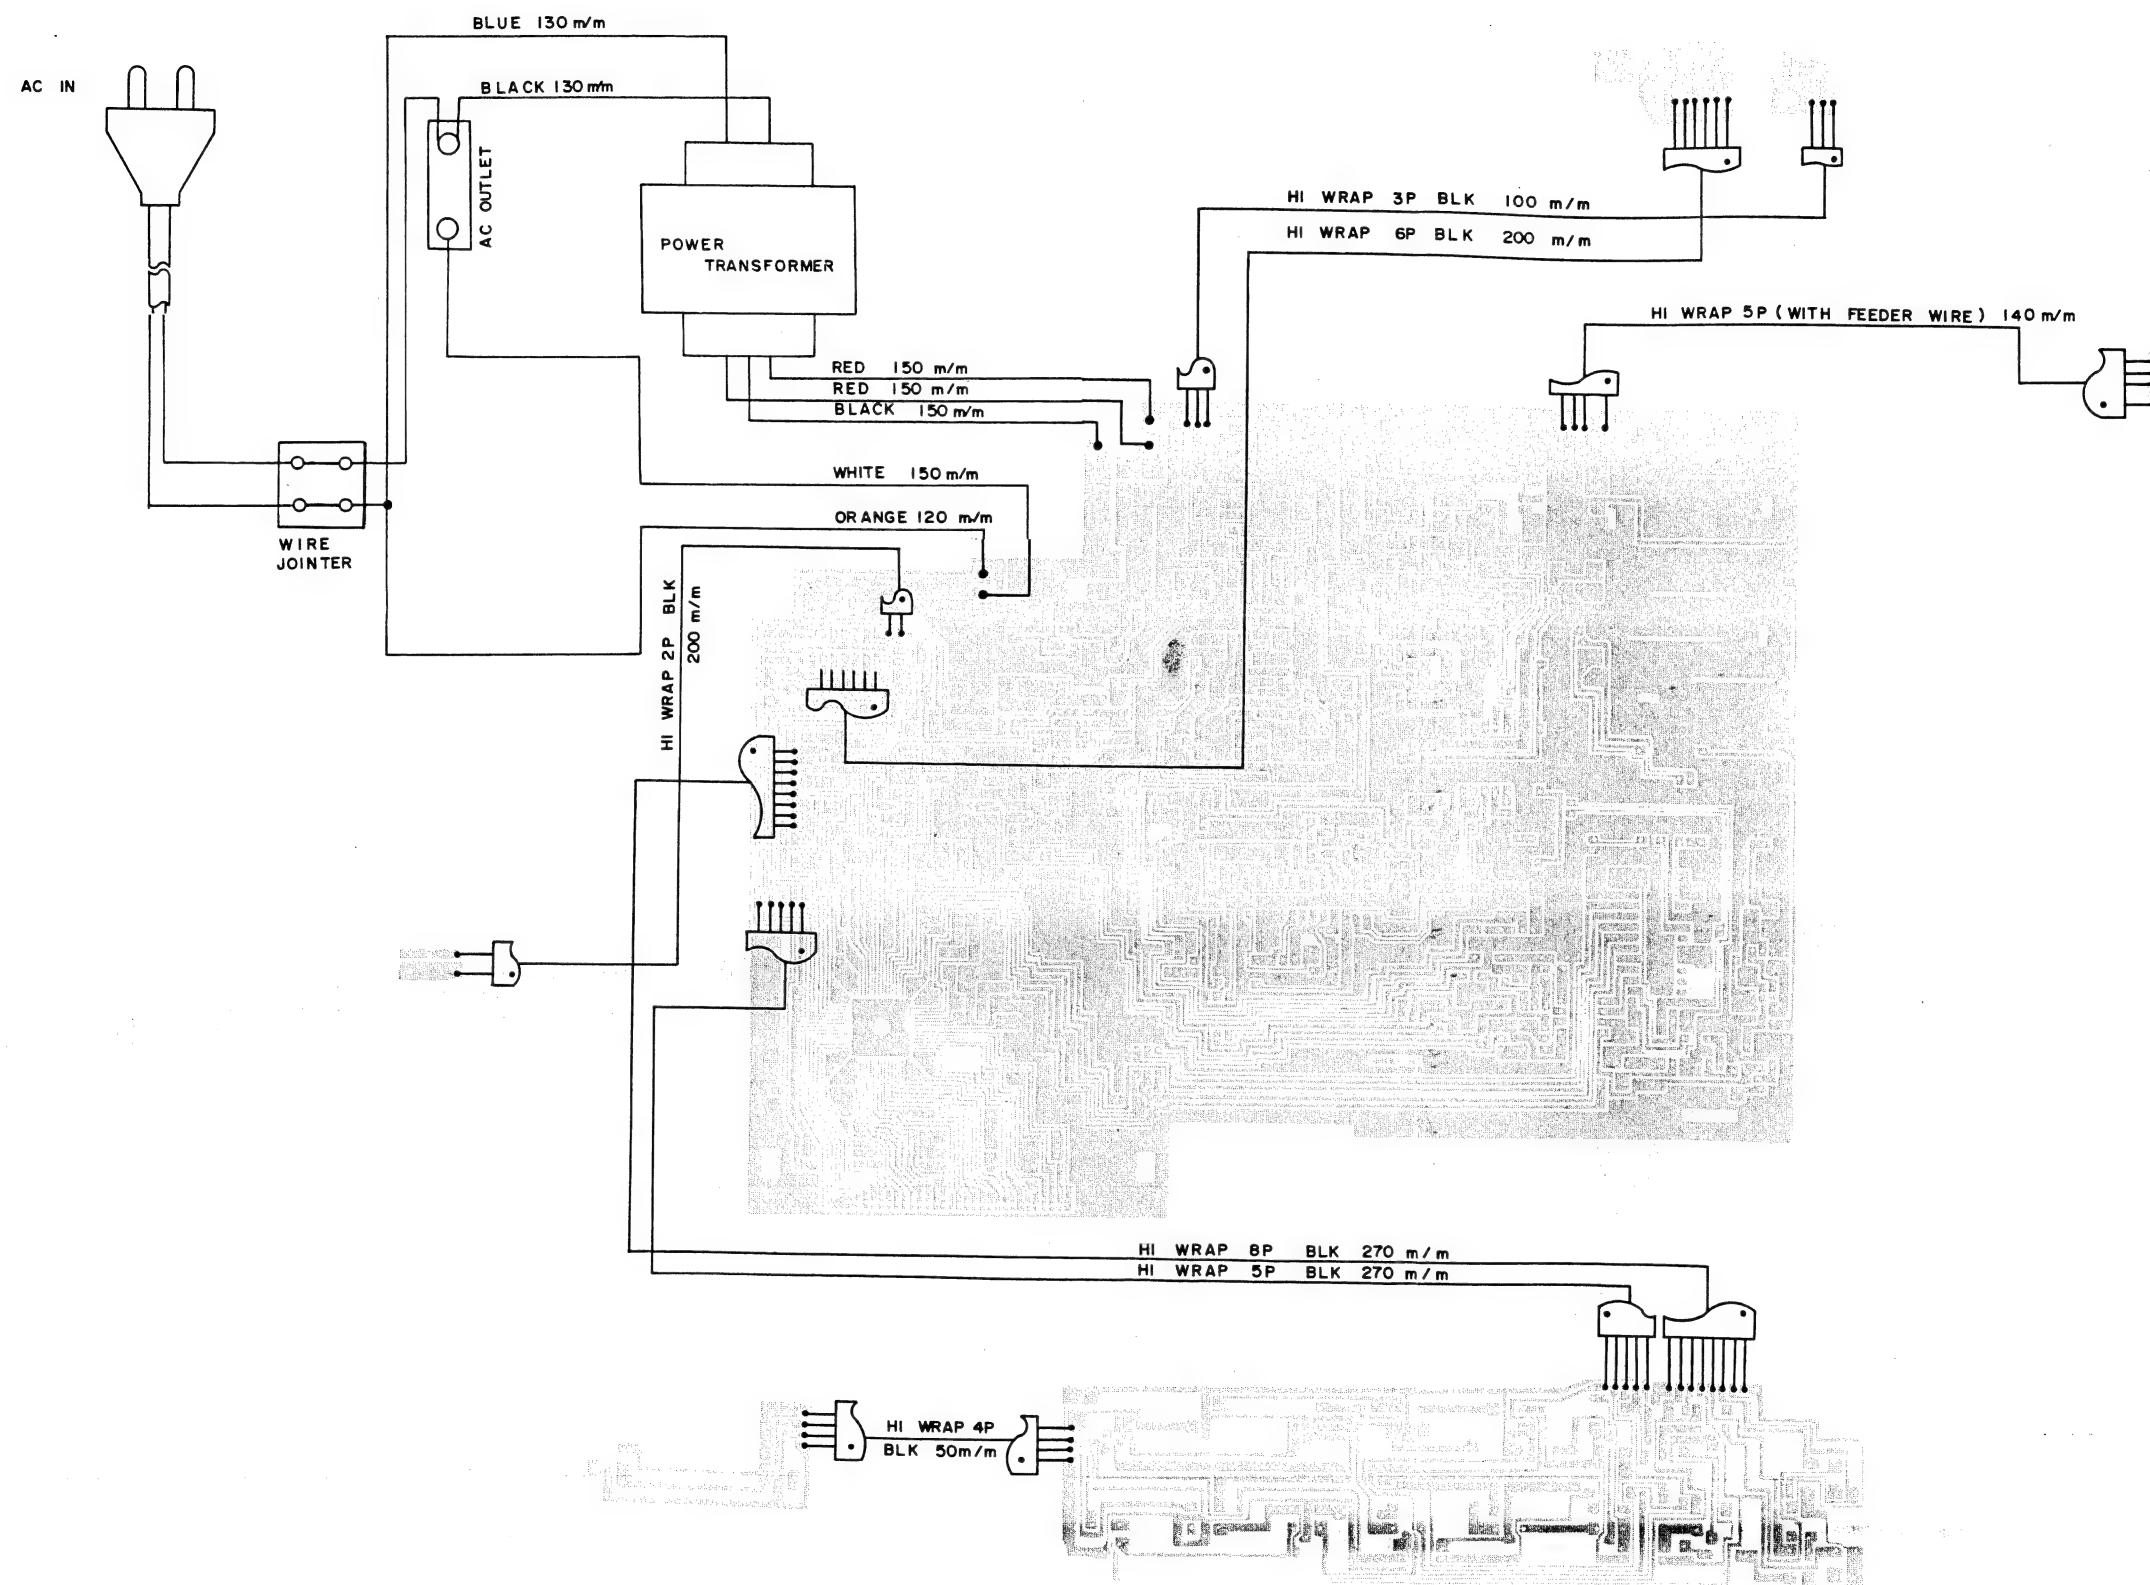 BLUE 130 m/m
AC IN
BLACK 130 m/m
AC OUTLET
POWER
TRANSFORMER
HI WRAP 3P BLK 100 m/m
HI WRAP 6P BLK 200 m/m
HI WRAP 5P (WITH FEEDER WIRE) 140 m/m
RED 150 m/m
RED 150 m/m
BLACK 150 m/m
WHITE 150 m/m
ORANGE 120 m/m
WIRE
JOINTER
HI WRAP 2P BLK
200 m/m
HI WRAP 8P BLK 270 m/m
HI WRAP 5P BLK 270 m/m
HI WRAP 4P
BLK 50 m/m